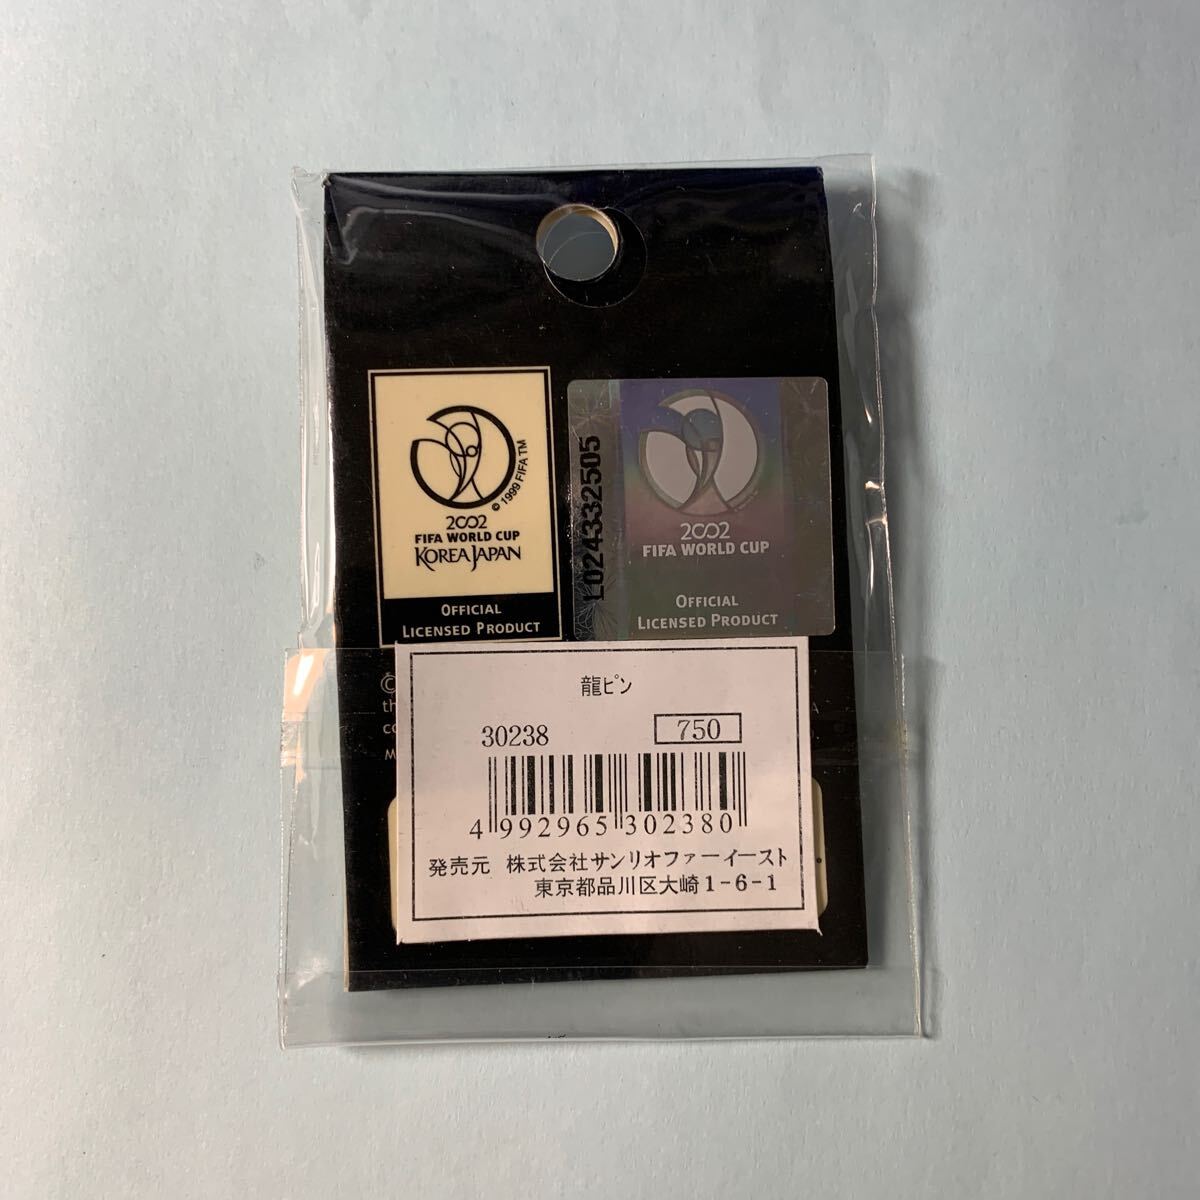 © 1999 FIFA TM
2002
FIFA WORLD CUP
KOREA JAPAN
OFFICIAL
LICENSED PRODUCT
L024332505
2002
FIFA WORLD CUP
OFFICIAL
LICENSED PRODUCT
©
龍ピン
30238 750
4 992965 302380
発売元 株式会社サンリオファーイースト
東京都品川区大崎1-6-1